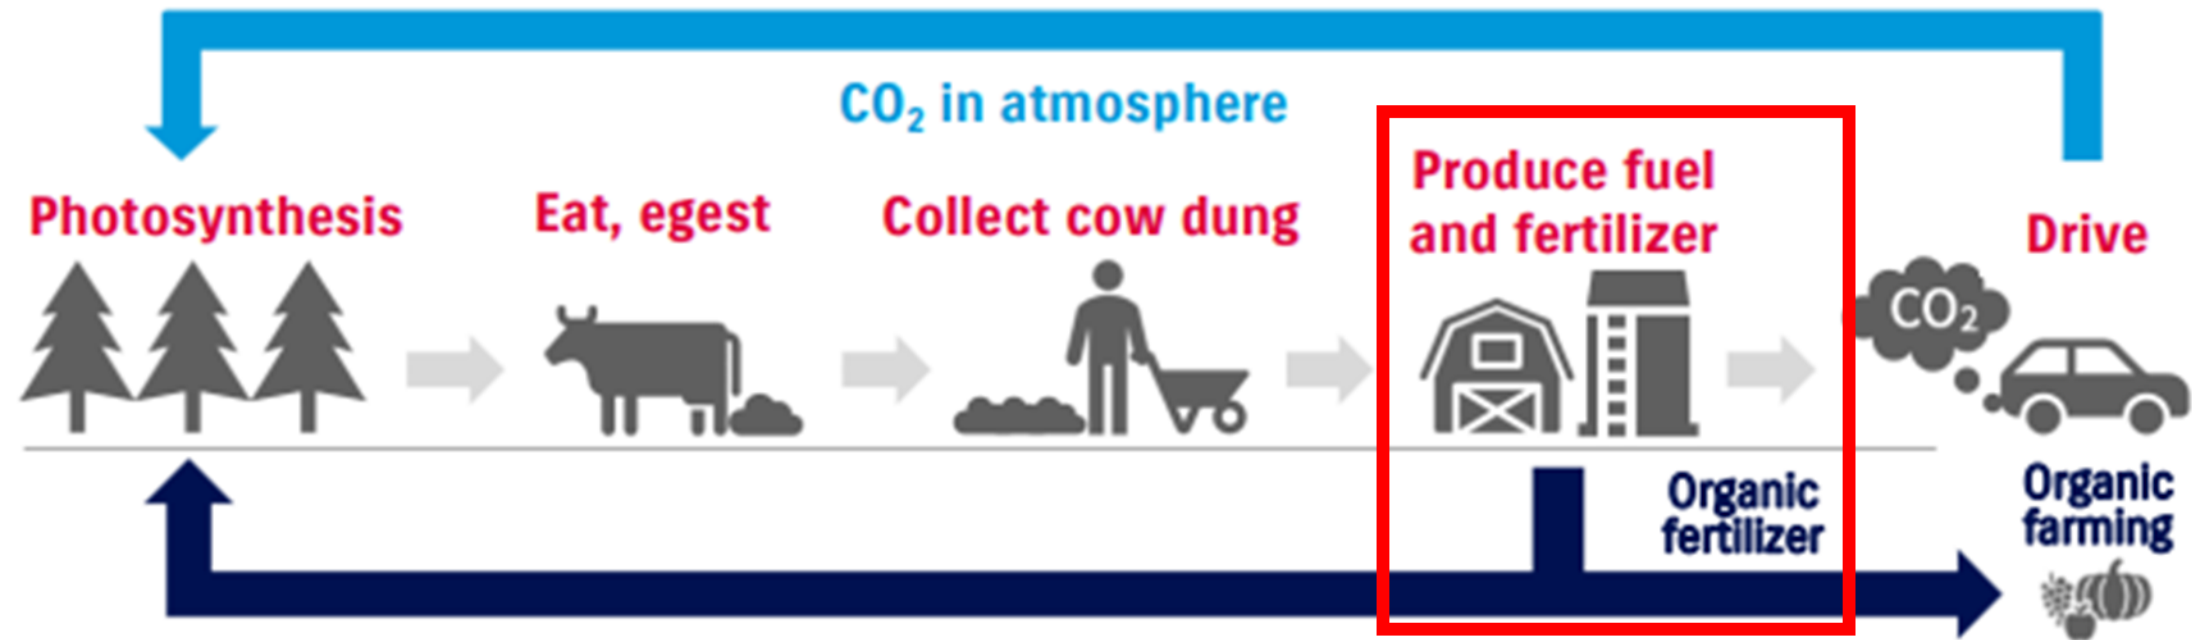 CO₂ in atmosphere
Photosynthesis
Eat, egest
Collect cow dung
Produce fuel
and fertilizer
Drive
CO₂
Organic
fertilizer
Organic
farming